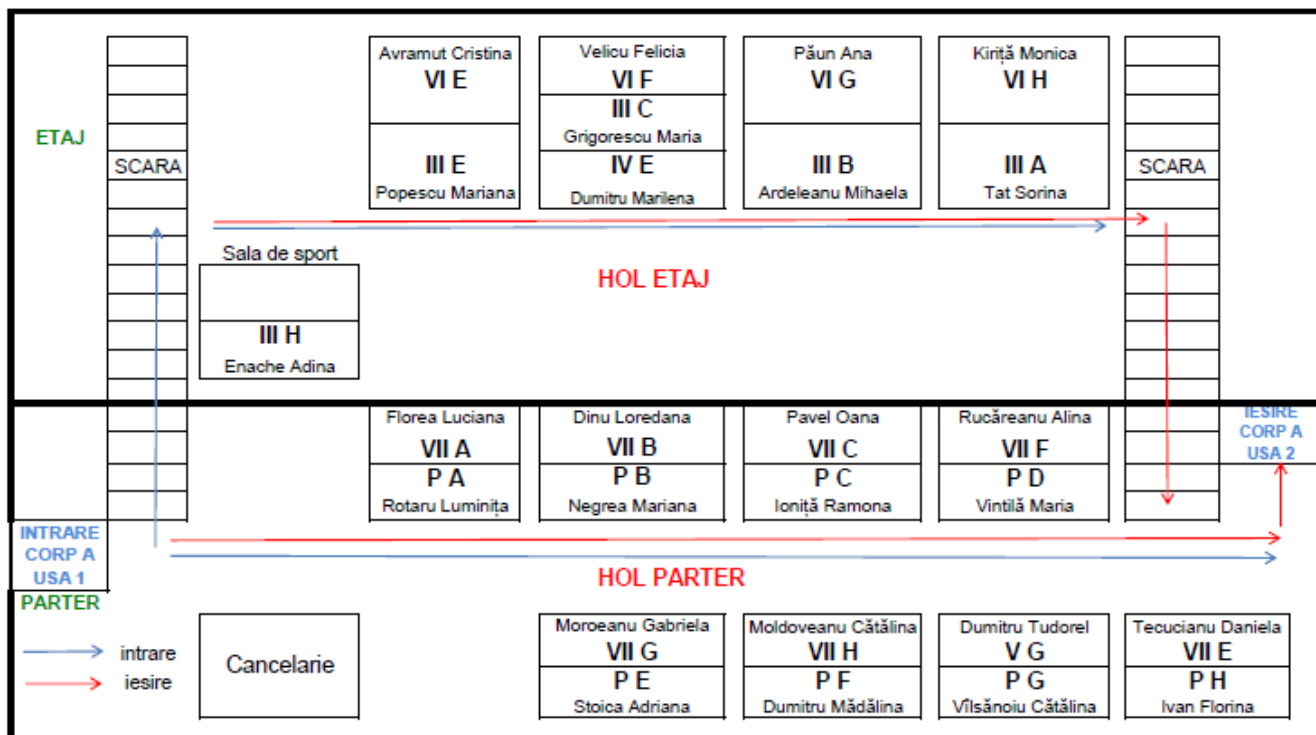 Avramut Cristina
VI E
III E
Popescu Mariana
Velicu Felicia
VI F
III C
Grigorescu Maria
IV E
Dumitru Marilena
Păun Ana
VI G
III B
Ardeleanu Mihaela
Kiriță Monica
VI H
III A
Tat Sorina
ETAJ
SCARA
SCARA
Sala de sport
III H
Enache Adina
HOL ETAJ
Florea Luciana
VII A
P A
Rotaru Luminița
Dinu Loredana
VII B
P B
Negrea Mariana
Pavel Oana
VII C
P C
Ioniță Ramona
Rucăreanu Alina
VII F
P D
Vintilă Maria
IESIRE
CORP A
USA 2
INTRARE
CORP A
USA 1
HOL PARTER
PARTER
intrare
iesire
Cancelarie
Moroeanu Gabriela
VII G
P E
Stoica Adriana
Moldoveanu Cătălina
VII H
P F
Dumitru Mădălina
Dumitru Tudorel
V G
P G
Vîlsănoiu Cătălina
Tecucianu Daniela
VII E
P H
Ivan Florina